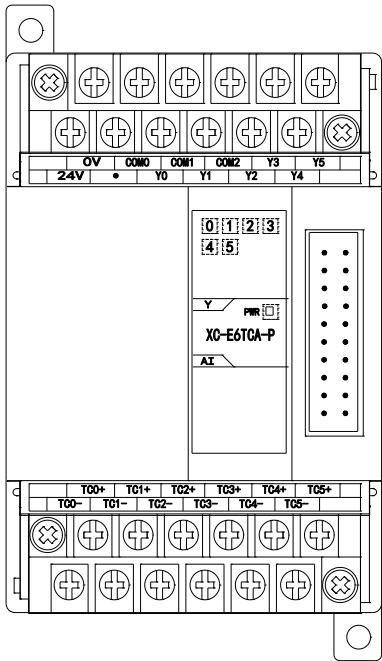 0V COM0 COM1 COM2 Y3 Y5
24V • Y0 Y1 Y2 Y4
0 1 2 3
4 5
Y
PWR
XC-E6TCA-P
AI
TC0+ TC1+ TC2+ TC3+ TC4+ TC5+
TC0- TC1- TC2- TC3- TC4- TC5-